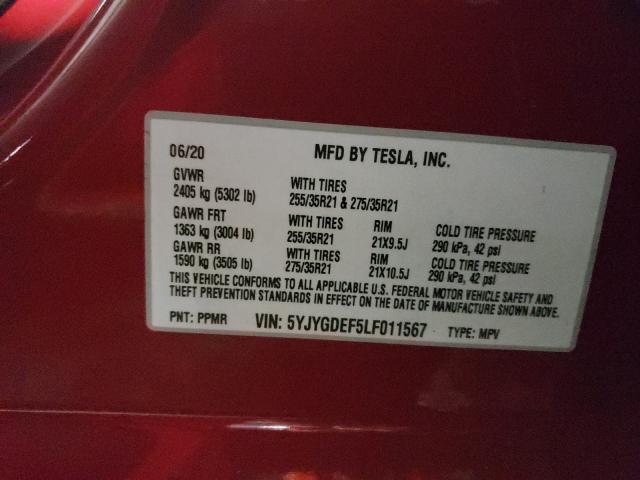 06/20 MFD BY TESLA, INC.
GVWR
2405 kg (5302 lb) WITH TIRES
255/35R21 & 275/35R21
GAWR FRT WITH TIRES RIM COLD TIRE PRESSURE
1363 kg (3004 lb) 255/35R21 21X9.5J 290 kPa, 42 psi
GAWR RR WITH TIRES RIM COLD TIRE PRESSURE
1590 kg (3505 lb) 275/35R21 21X10.5J 290 kPa, 42 psi
THIS VEHICLE CONFORMS TO ALL APPLICABLE U.S. FEDERAL MOTOR VEHICLE SAFETY AND
THEFT PREVENTION STANDARDS IN EFFECT ON THE DATE OF MANUFACTURE SHOWN ABOVE.
PNT: PPMR VIN: 5YJYGDEF5LF011567 TYPE: MPV